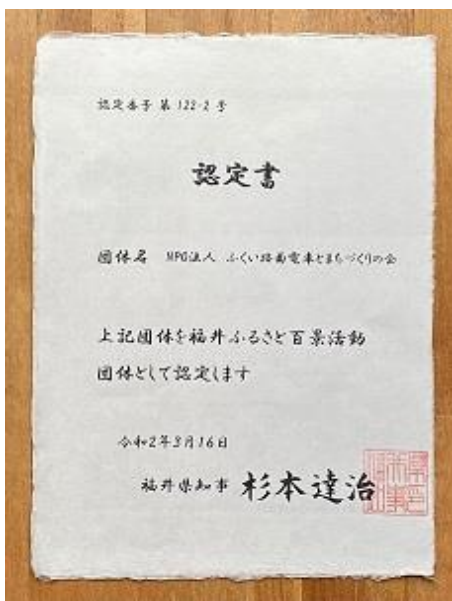 認定番号 第 122-2 号
認定書
団体名 NPO法人 ふくい路面電車とまちづくりの会
上記団体を福井ふるさと百景活動
団体として認定します
令和2年3月16日
福井県知事 杉本達治